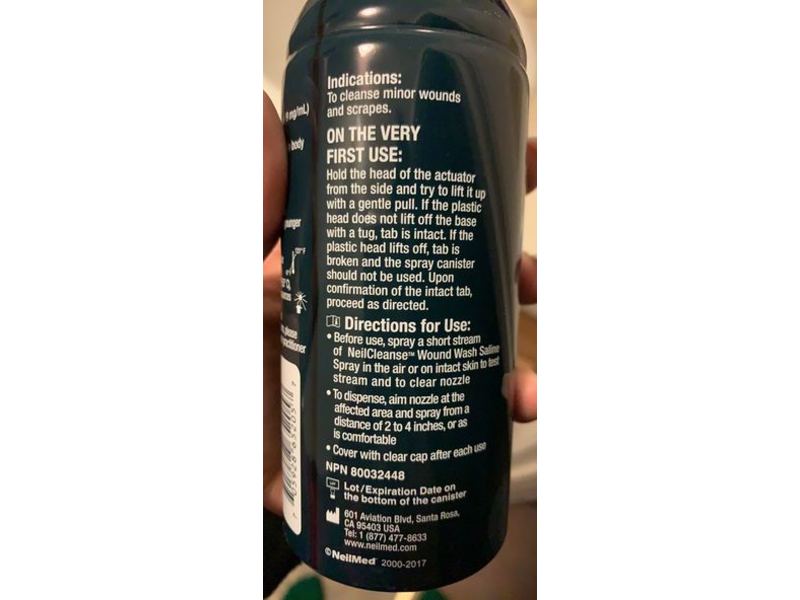 Indications:
To cleanse minor wounds
and scrapes.
ON THE VERY
FIRST USE:
Hold the head of the actuator
from the side and try to lift it up
with a gentle pull. If the plastic
head does not lift off the base
with a tug, tab is intact. If the
plastic head lifts off, tab is
broken and the spray canister
should not be used. Upon
confirmation of the intact tab,
proceed as directed.
Directions for Use:
• Before use, spray a short stream
of NeilCleanse™ Wound Wash Saline
Spray in the air or on intact skin to test
stream and to clear nozzle
• To dispense, aim nozzle at the
affected area and spray from a
distance of 2 to 4 inches, or as
is comfortable
• Cover with clear cap after each use
NPN 80032448
LOT Lot/Expiration Date on
the bottom of the canister
601 Aviation Blvd, Santa Rosa,
CA 95403 USA
Tel: 1 (877) 477-8633
www.neilmed.com
©NeilMed® 2000-2017
mg/mL)
body
please